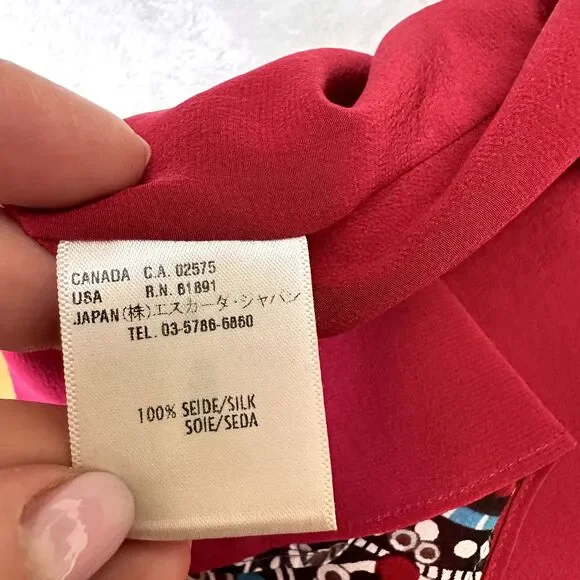 CANADA C.A. 02575
USA R.N. 61691
JAPAN (株)エスカーダ・ジャパン
TEL. 03-5786-6860
100% SEIDE/SILK
SOIE/SEDA